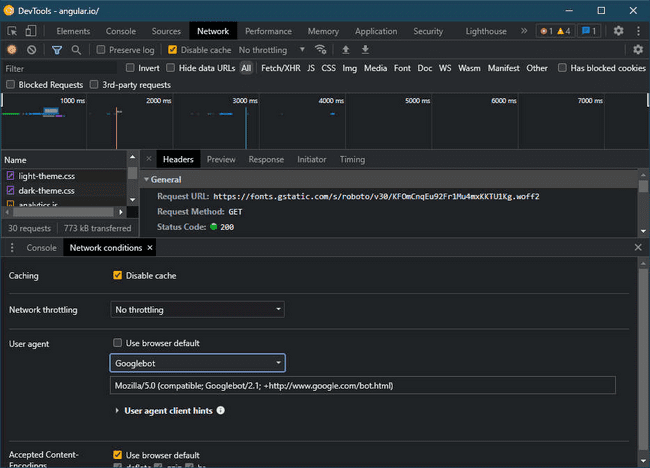 DevTools - angular.io/
Elements Console Sources Network Performance Memory Application Security Lighthouse » 1 4 1
Preserve log Disable cache No throttling
Filter Invert Hide data URLs All Fetch/XHR JS CSS Img Media Font Doc WS Wasm Manifest Other Has blocked cookies
Blocked Requests 3rd-party requests
1000 ms 2000 ms 3000 ms 4000 ms 5000 ms 6000 ms 7000 ms
Name × Headers Preview Response Initiator Timing
light-theme.css
dark-theme.css
analytics.js
General
Request URL: https://fonts.gstatic.com/s/roboto/v30/KFOmCnqEu92Fr1Mu4mxKKTU1Kg.woff2
Request Method: GET
Status Code: 200
30 requests 773 kB transferred
Console Network conditions ×
Caching Disable cache
Network throttling No throttling
User agent Use browser default
Googlebot
Mozilla/5.0 (compatible; Googlebot/2.1; +http://www.google.com/bot.html)
User agent client hints
Accepted Content- Use browser default
Encodings deflate gzip br